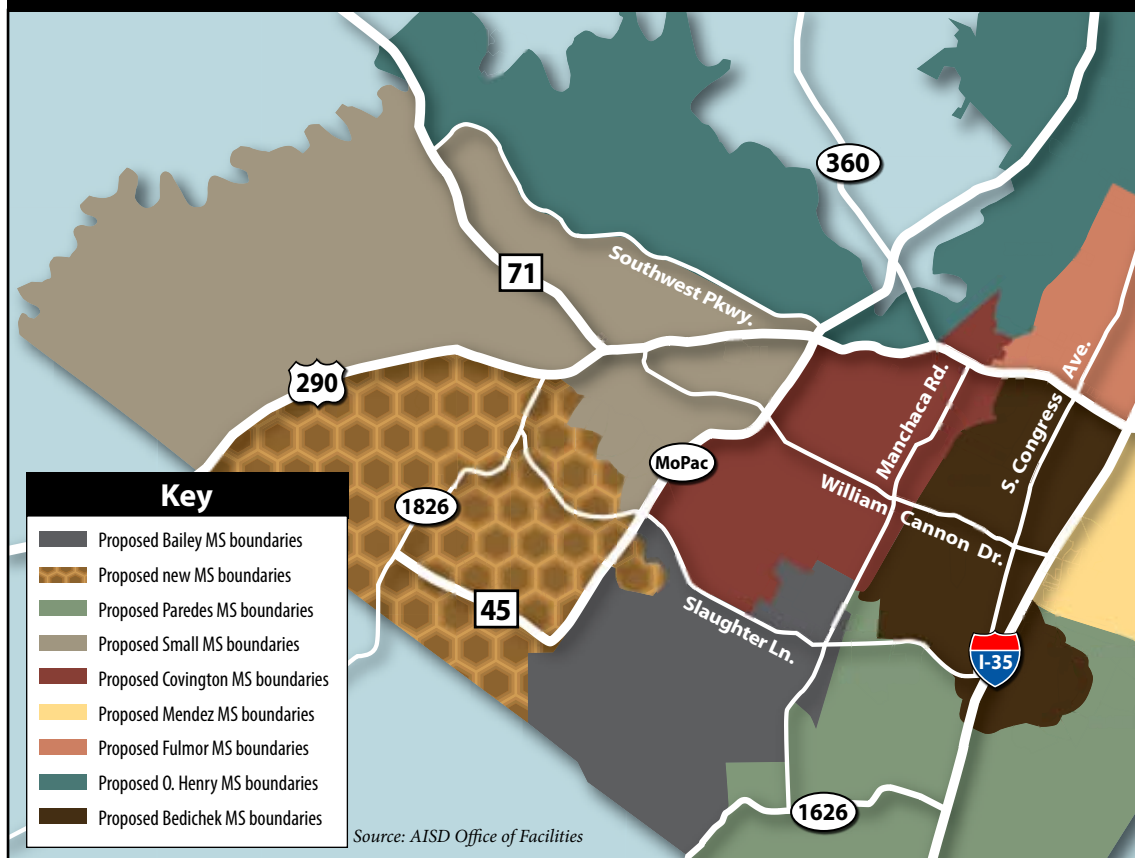 360
Southwest Pkwy.
71
290
Manchaca Rd.
S. Congress Ave.
MoPac
William Cannon Dr.
1826
45
Slaughter Ln.
I-35
1626
Key
Proposed Bailey MS boundaries
Proposed new MS boundaries
Proposed Paredes MS boundaries
Proposed Small MS boundaries
Proposed Covington MS boundaries
Proposed Mendez MS boundaries
Proposed Fulmor MS boundaries
Proposed O. Henry MS boundaries
Proposed Bedichek MS boundaries
Source: AISD Office of Facilities